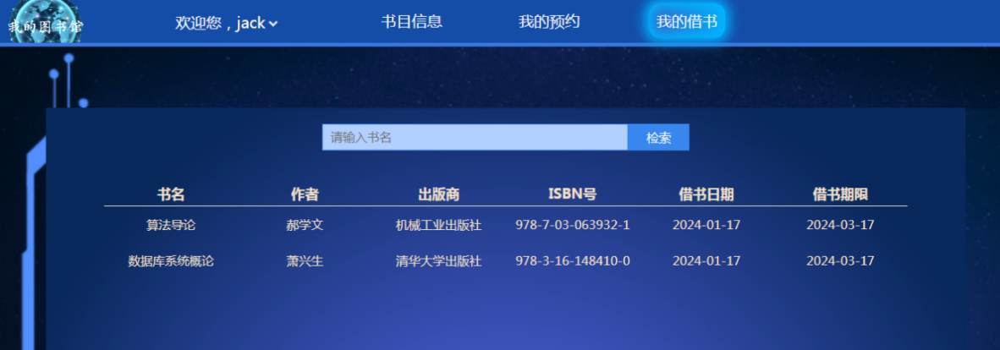 我的图书馆 欢迎您，jack 书目信息 我的预约 我的借书
请输入书名 检索
书名 作者 出版商 ISBN号 借书日期 借书期限
算法导论 郝学文 机械工业出版社 978-7-03-063932-1 2024-01-17 2024-03-17
数据库系统概论 萧兴生 清华大学出版社 978-3-16-148410-0 2024-01-17 2024-03-17